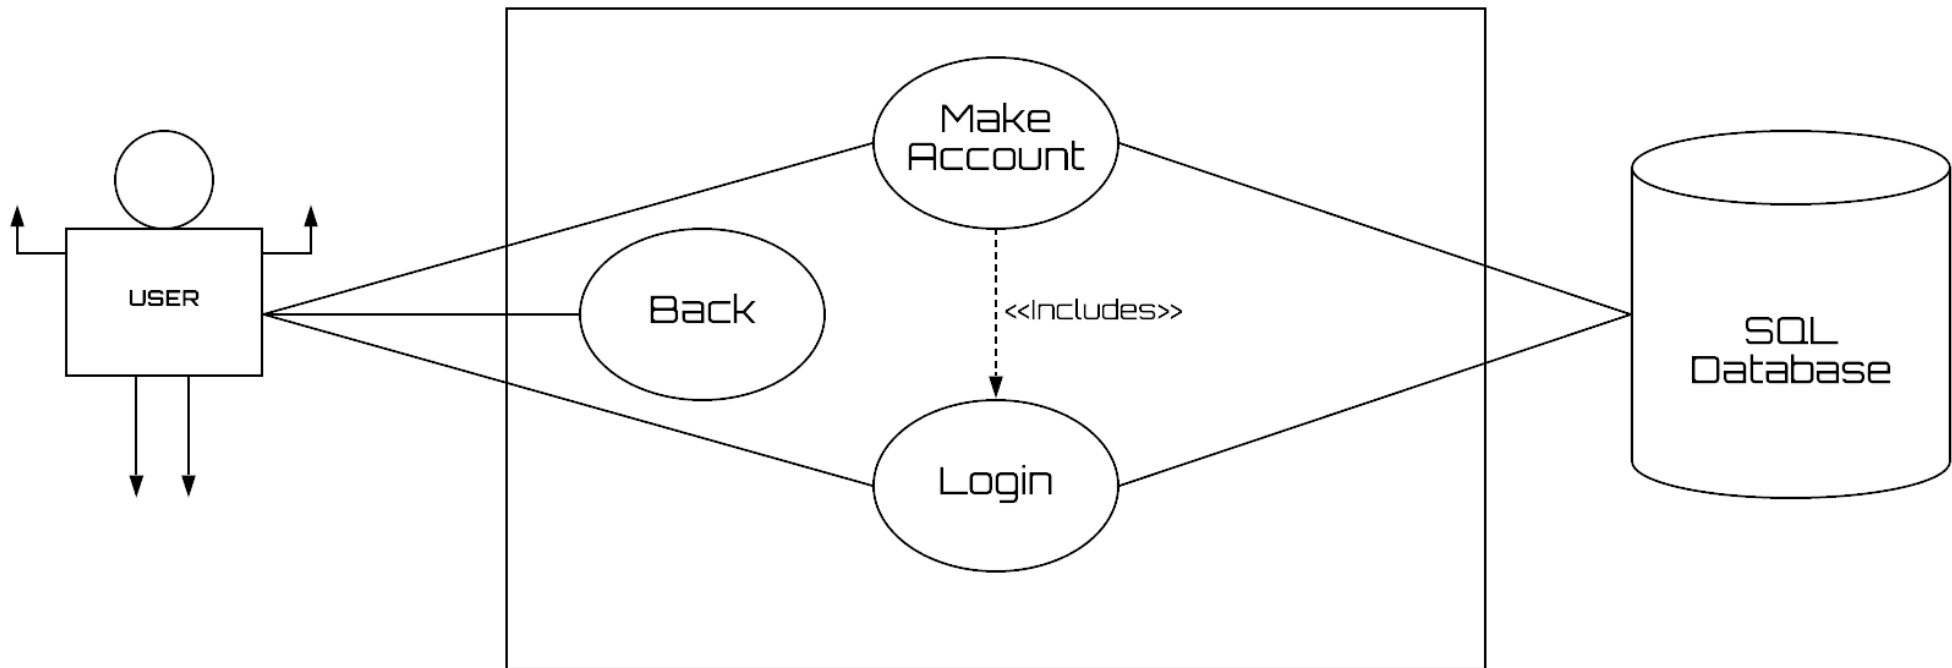 Make
Account
USER
Back
<<Includes>>
SQL
Database
Login